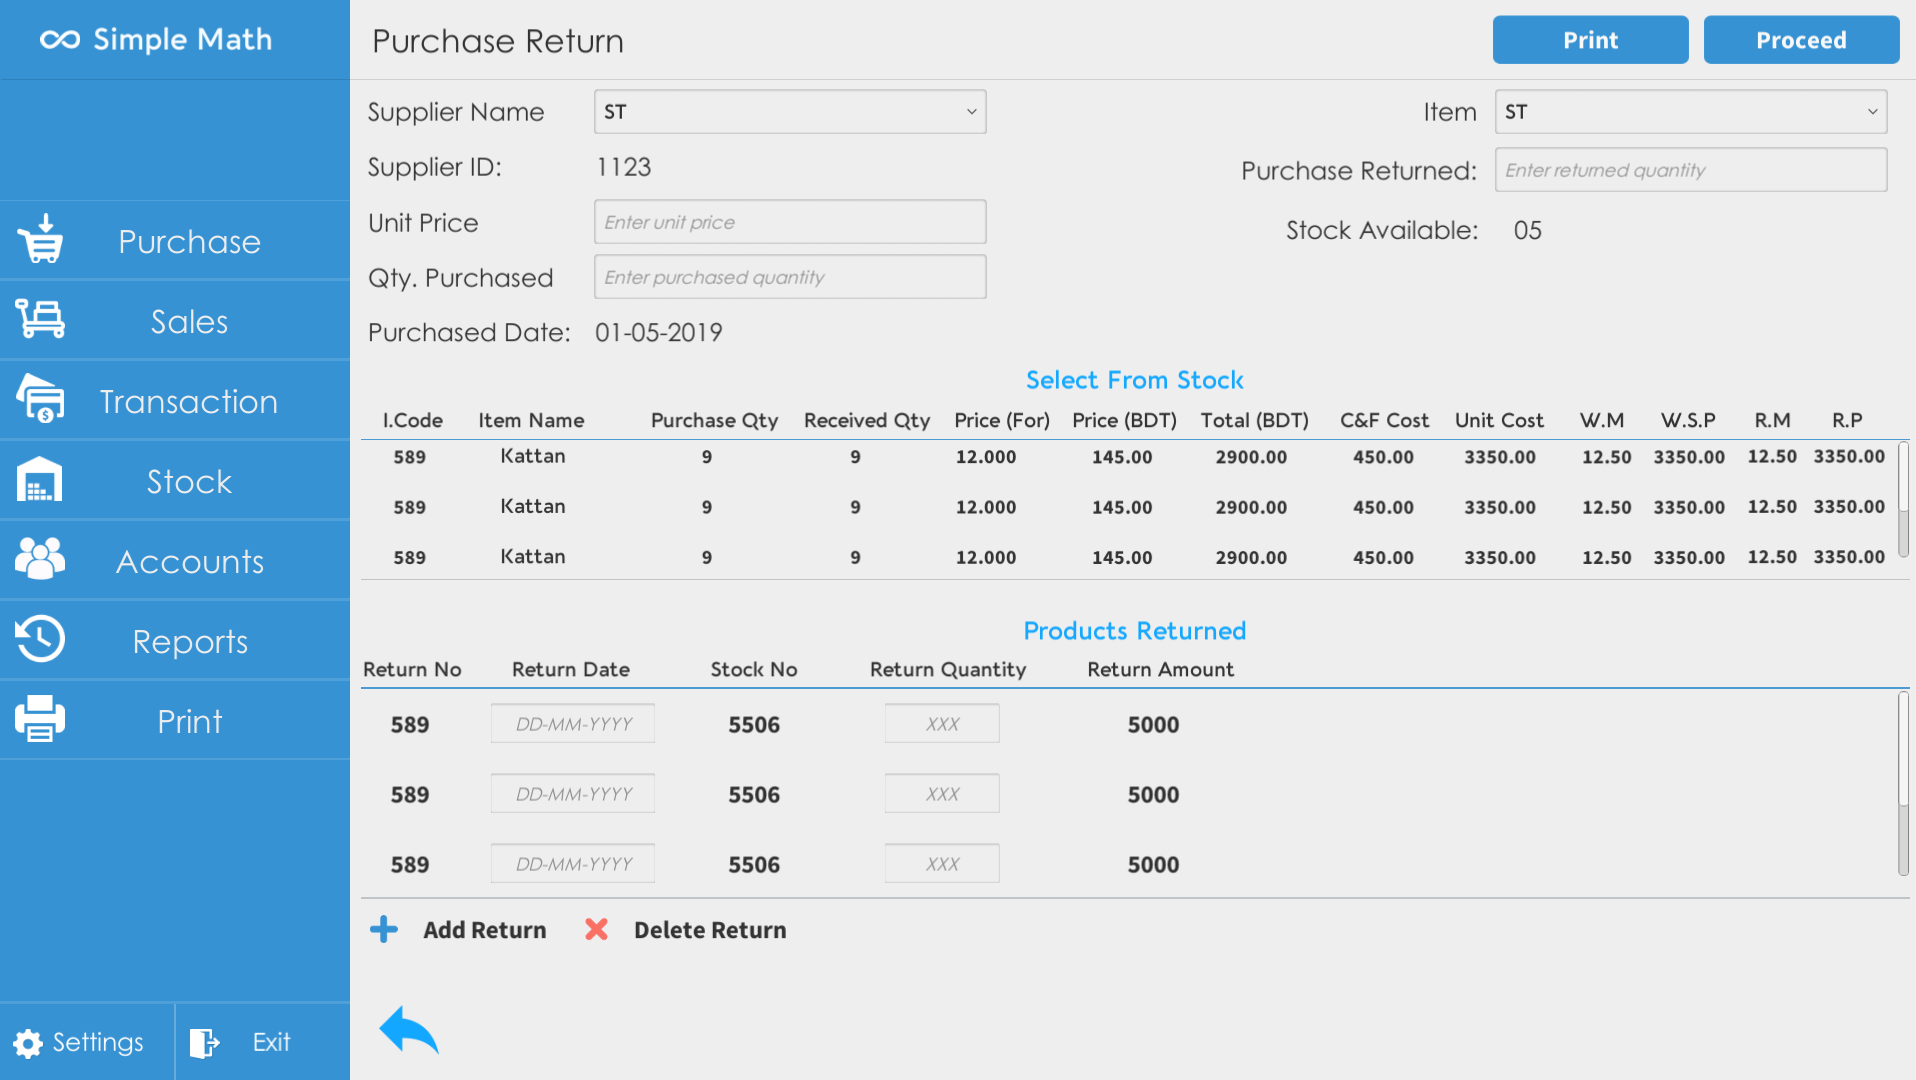 Simple Math
Purchase Return
Print
Proceed
Supplier Name
ST
Item
ST
Supplier ID:
1123
Purchase Returned:
Enter returned quantity
Unit Price
Enter unit price
Stock Available:
05
Qty. Purchased
Enter purchased quantity
Purchased Date:
01-05-2019
Purchase
Sales
Transaction
Stock
Accounts
Reports
Print
Settings
Exit
Select From Stock
I.Code Item Name Purchase Qty Received Qty Price (For) Price (BDT) Total (BDT) C&F Cost Unit Cost W.M W.S.P R.M R.P
589 Kattan 9 9 12.000 145.00 2900.00 450.00 3350.00 12.50 3350.00 12.50 3350.00
589 Kattan 9 9 12.000 145.00 2900.00 450.00 3350.00 12.50 3350.00 12.50 3350.00
589 Kattan 9 9 12.000 145.00 2900.00 450.00 3350.00 12.50 3350.00 12.50 3350.00
Products Returned
Return No Return Date Stock No Return Quantity Return Amount
589 DD-MM-YYYY 5506 XXX 5000
589 DD-MM-YYYY 5506 XXX 5000
589 DD-MM-YYYY 5506 XXX 5000
Add Return
Delete Return